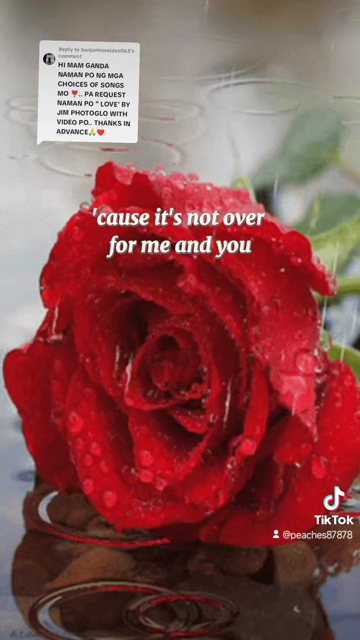 Reply to benjaminvaldez063's
comment
HI MAM GANDA
NAMAN PO NG MGA
CHOICES OF SONGS
MO ❣️.. PA REQUEST
NAMAN PO " LOVE' BY
JIM PHOTOGLO WITH
VIDEO PO.. THANKS IN
ADVANCE🙏❤️
'cause it's not over
for me and you
TikTok
@peaches87878